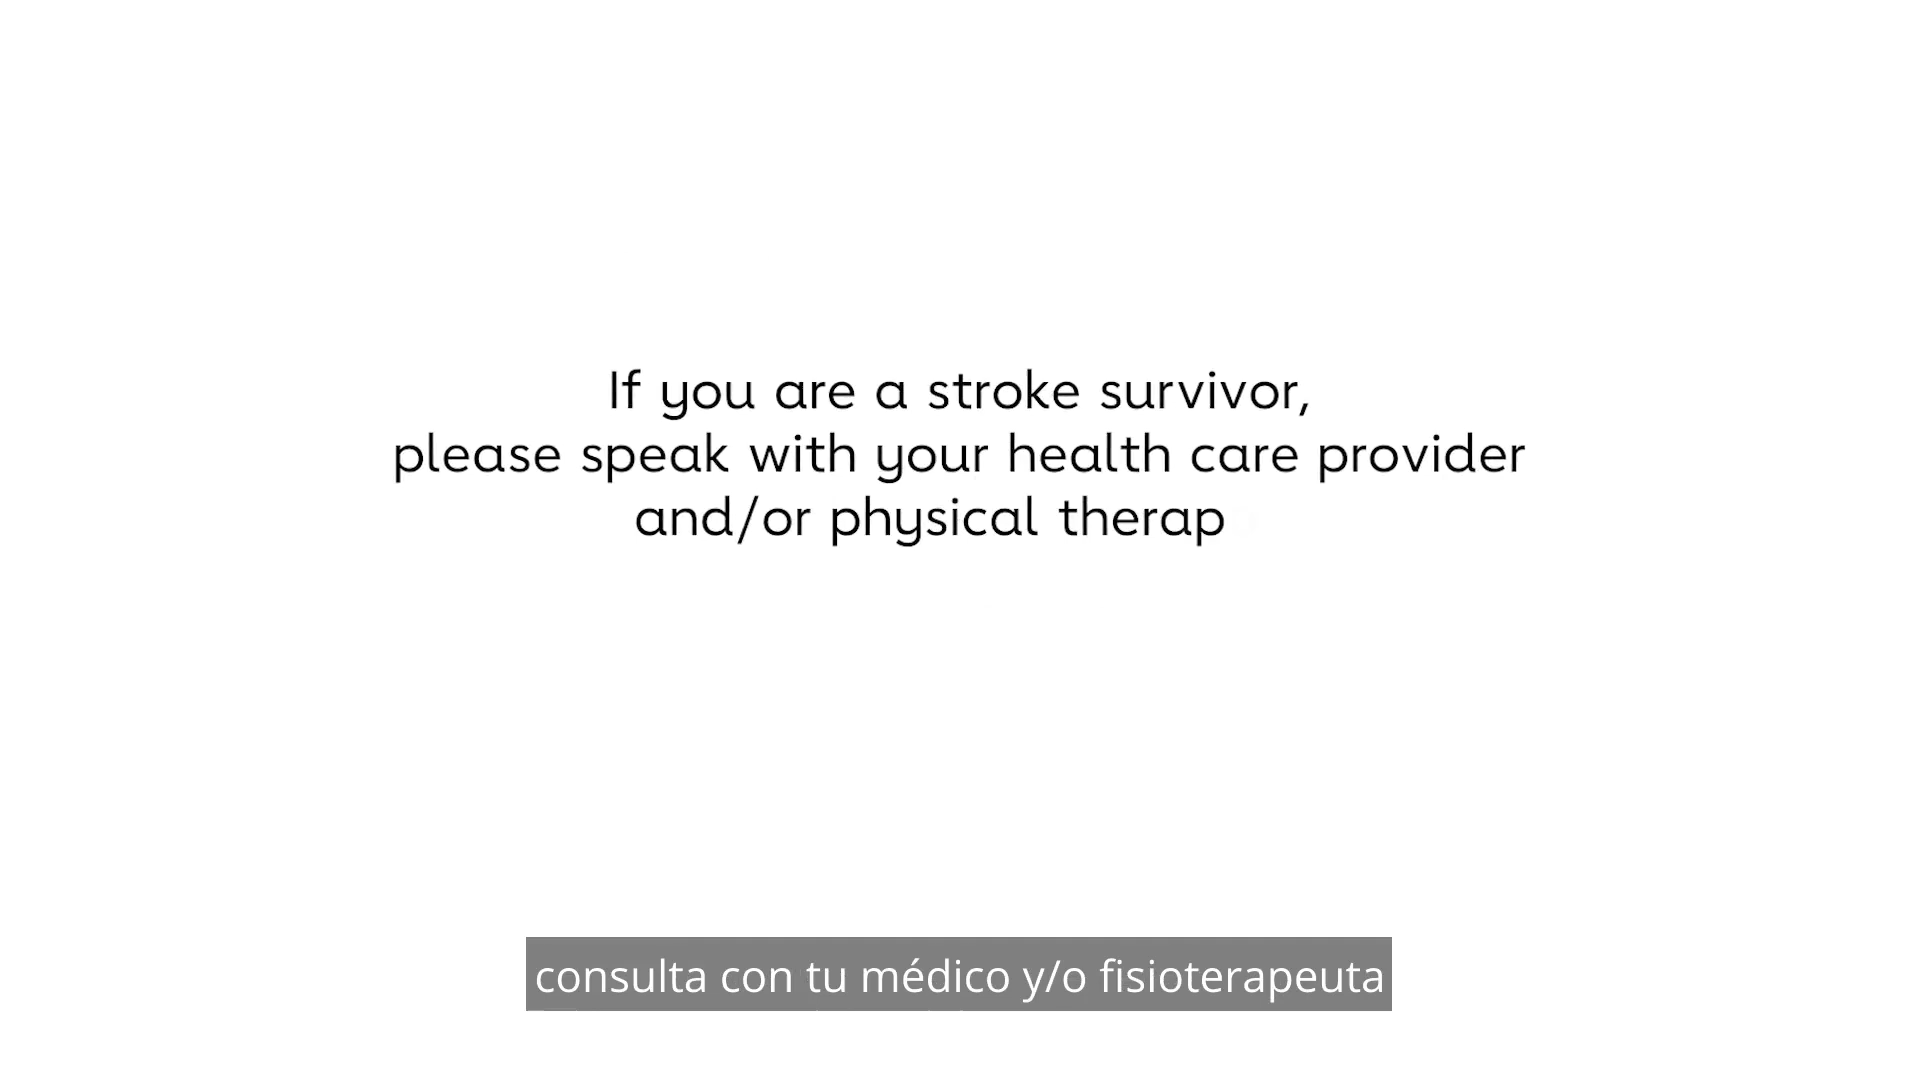 If you are a stroke survivor,
please speak with your health care provider
and/or physical therap
consulta con tu médico y/o fisioterapeuta